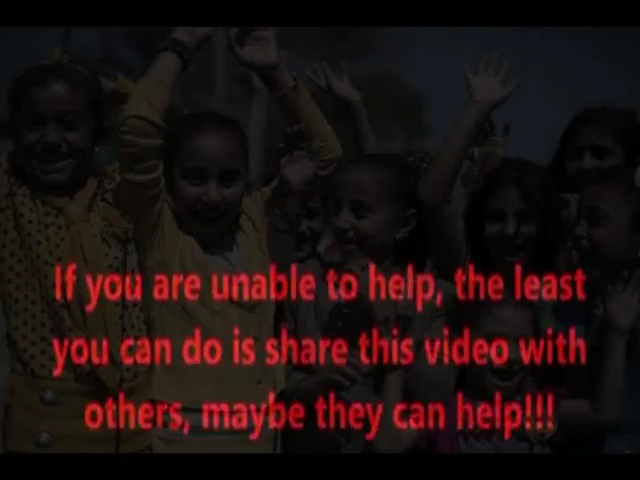 If you are unable to help, the least
you can do is share this video with
others, maybe they can help!!!